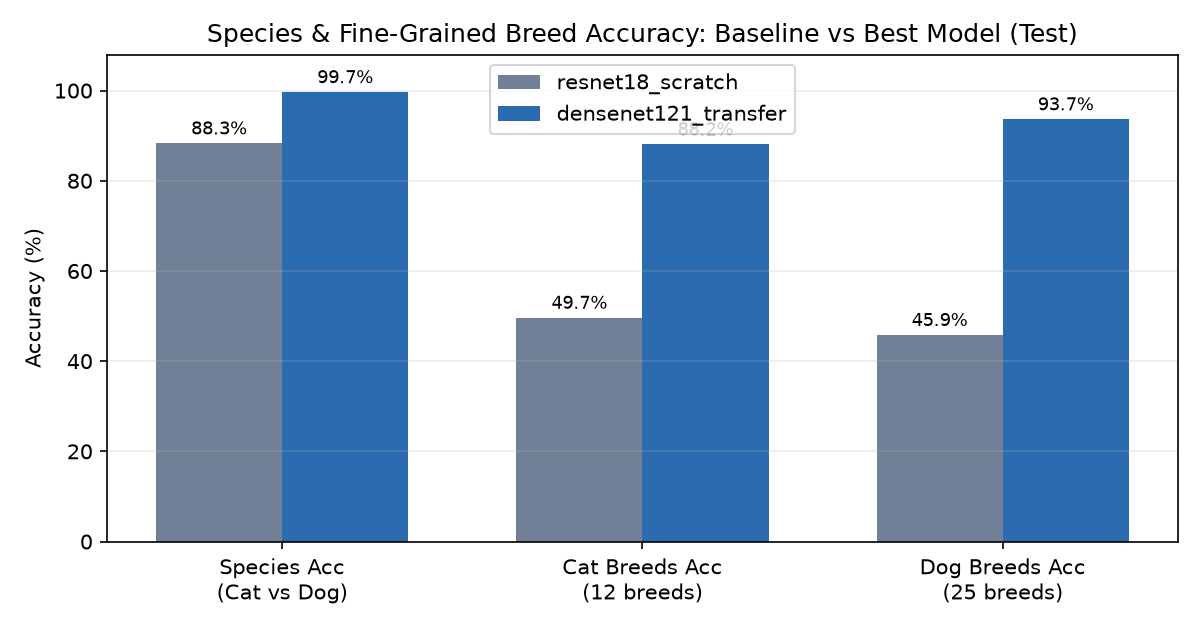 Species & Fine-Grained Breed Accuracy: Baseline vs Best Model (Test)
resnet18_scratch
densenet121_transfer
Accuracy (%)
100
80
60
40
20
0
88.3%
99.7%
49.7%
88.2%
45.9%
93.7%
Species Acc
(Cat vs Dog)
Cat Breeds Acc
(12 breeds)
Dog Breeds Acc
(25 breeds)